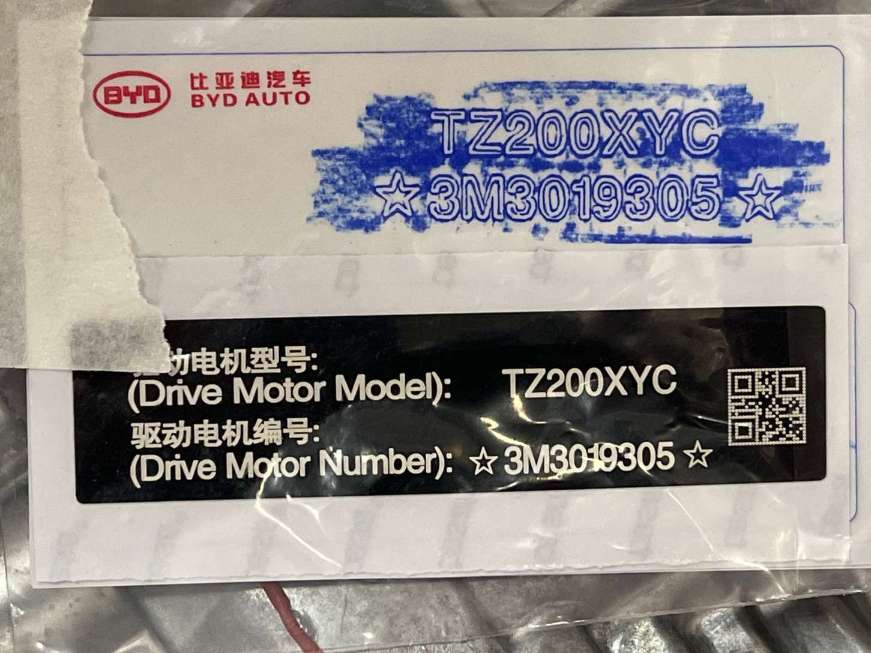 BYD 比亚迪汽车
BYD AUTO
TZ200XYC
☆3M3019305☆
动电机型号:
(Drive Motor Model): TZ200XYC
驱动电机编号:
(Drive Motor Number): ☆3M3019305☆